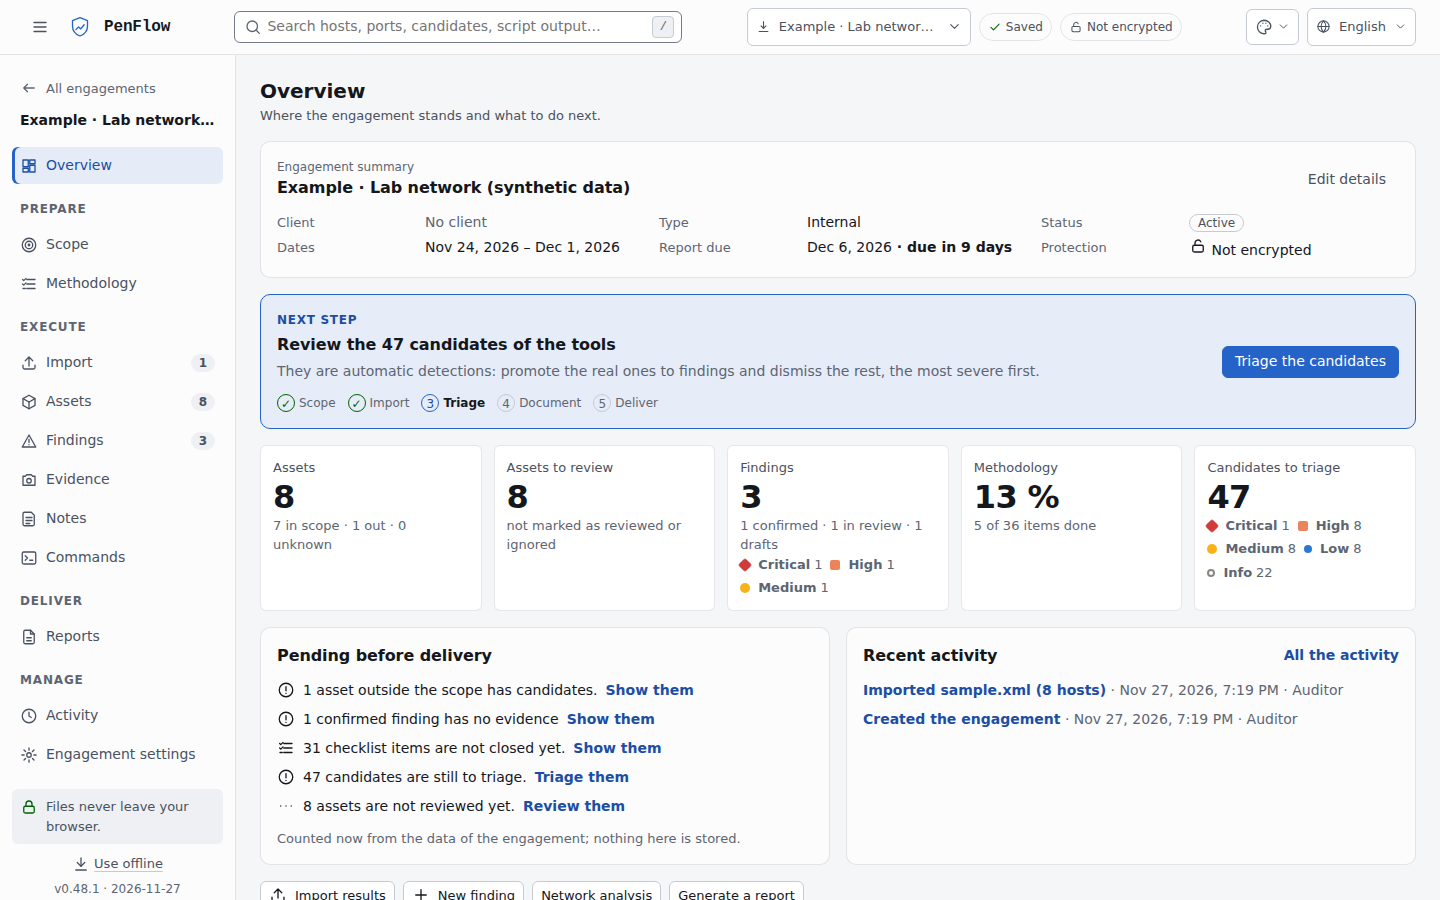 PenFlow
Search hosts, ports, candidates, script output…
/
Example · Lab networ…
Saved
Not encrypted
English
All engagements
Example · Lab network…
Overview
PREPARE
Scope
Methodology
EXECUTE
Import 1
Assets 8
Findings 3
Evidence
Notes
Commands
DELIVER
Reports
MANAGE
Activity
Engagement settings
Files never leave your
browser.
Use offline
v0.48.1 · 2026-11-27
Overview
Where the engagement stands and what to do next.
Engagement summary
Example · Lab network (synthetic data)
Edit details
Client No client Type Internal Status Active
Dates Nov 24, 2026 – Dec 1, 2026 Report due Dec 6, 2026 · due in 9 days Protection Not encrypted
NEXT STEP
Review the 47 candidates of the tools
They are automatic detections: promote the real ones to findings and dismiss the rest, the most severe first.
Triage the candidates
✓ Scope ✓ Import 3 Triage 4 Document 5 Deliver
Assets
8
7 in scope · 1 out · 0
unknown
Assets to review
8
not marked as reviewed or
ignored
Findings
3
1 confirmed · 1 in review · 1
drafts
Critical 1 High 1
Medium 1
Methodology
13 %
5 of 36 items done
Candidates to triage
47
Critical 1 High 8
Medium 8 Low 8
Info 22
Pending before delivery
1 asset outside the scope has candidates. Show them
1 confirmed finding has no evidence Show them
31 checklist items are not closed yet. Show them
47 candidates are still to triage. Triage them
8 assets are not reviewed yet. Review them
Counted now from the data of the engagement; nothing here is stored.
Recent activity
All the activity
Imported sample.xml (8 hosts) · Nov 27, 2026, 7:19 PM · Auditor
Created the engagement · Nov 27, 2026, 7:19 PM · Auditor
Import results
New finding
Network analysis
Generate a report